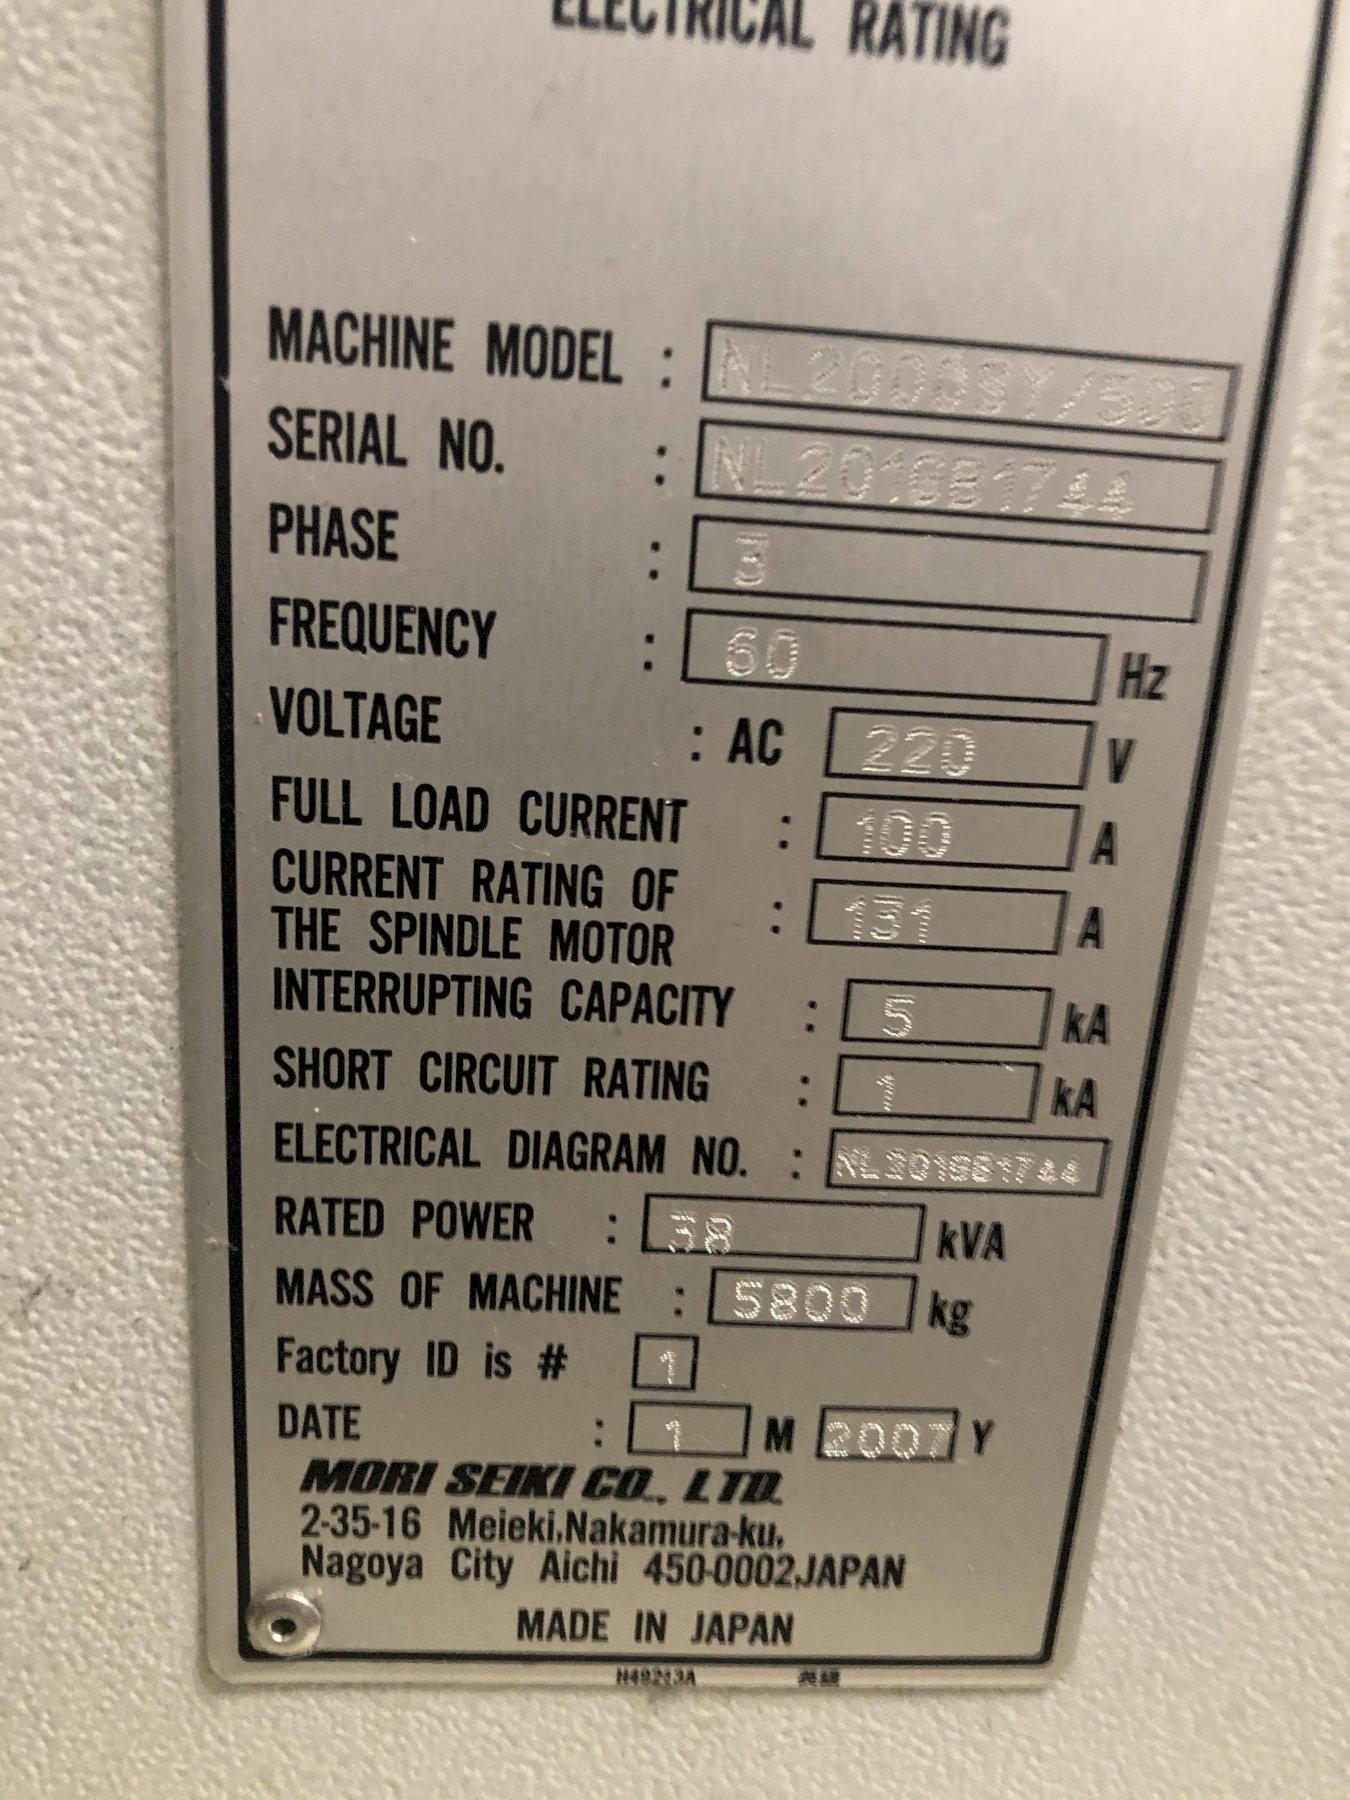 ELECTRICAL RATING
MACHINE MODEL : NL2000SY/500
SERIAL NO. : NL201GB1744
PHASE : 3
FREQUENCY : 60 Hz
VOLTAGE : AC 220 V
FULL LOAD CURRENT : 100 A
CURRENT RATING OF
THE SPINDLE MOTOR : 131 A
INTERRUPTING CAPACITY : 5 kA
SHORT CIRCUIT RATING : 1 kA
ELECTRICAL DIAGRAM NO. : NL201GB1744
RATED POWER : 38 kVA
MASS OF MACHINE : 5800 kg
Factory ID is # 1
DATE : 1 M 2007 Y
MORI SEIKI CO., LTD.
2-35-16 Meieki,Nakamura-ku,
Nagoya City Aichi 450-0002,JAPAN
MADE IN JAPAN
H49213A